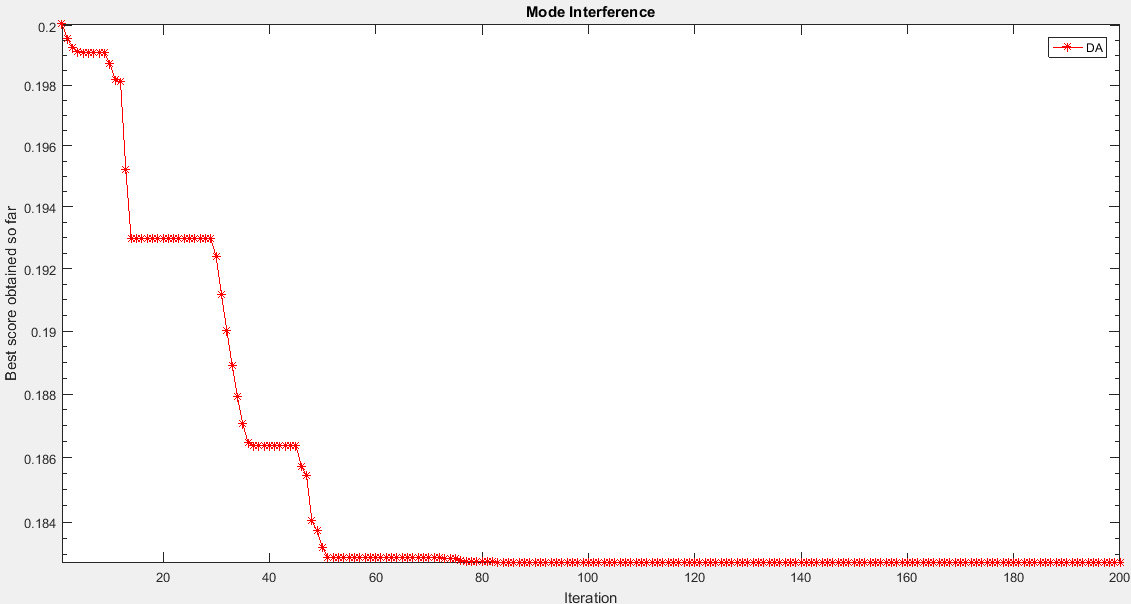 Mode Interference
DA
Best score obtained so far
0.2
0.198
0.196
0.194
0.192
0.19
0.188
0.186
0.184
20 40 60 80 100 120 140 160 180 200
Iteration